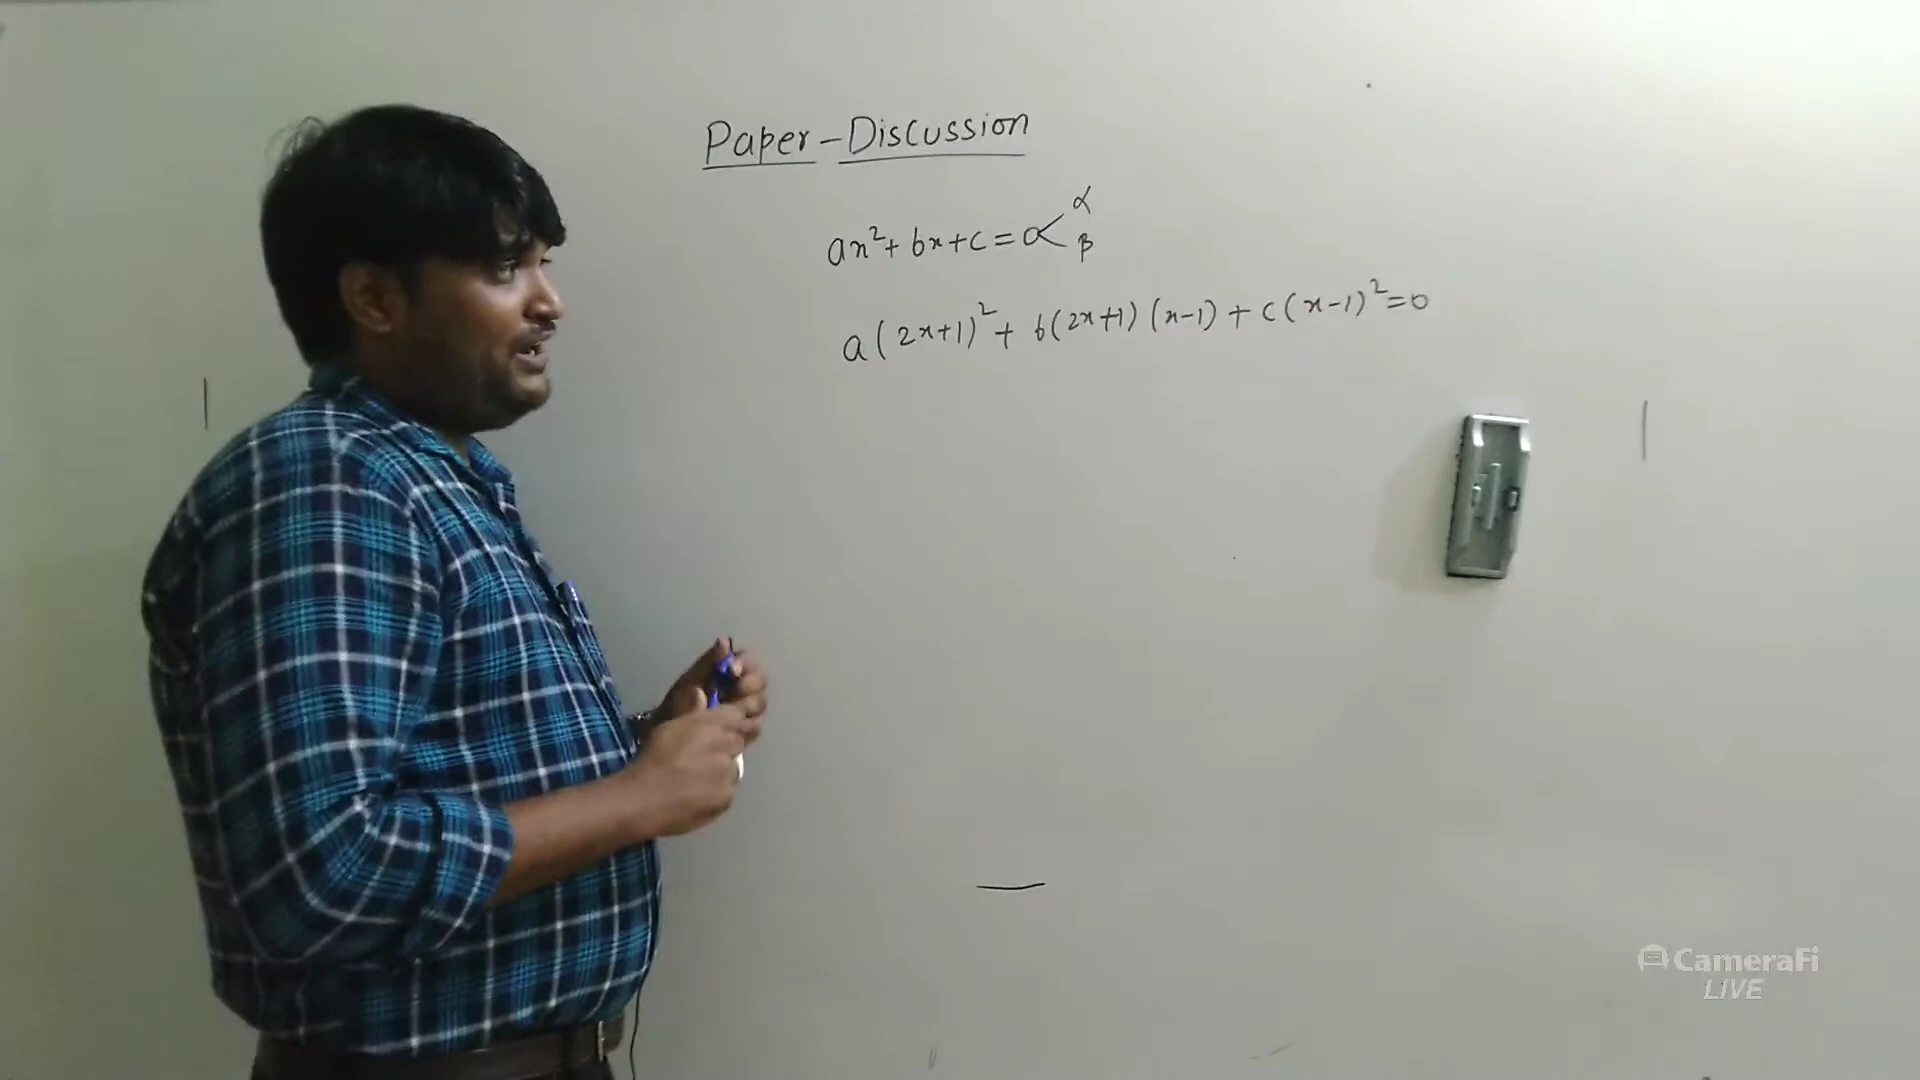 Paper-Discussion
ax²+bx+c=0<α β
a(2x+1)²+b(2x+1)(x-1)+c(x-1)²=0
CameraFi
LIVE